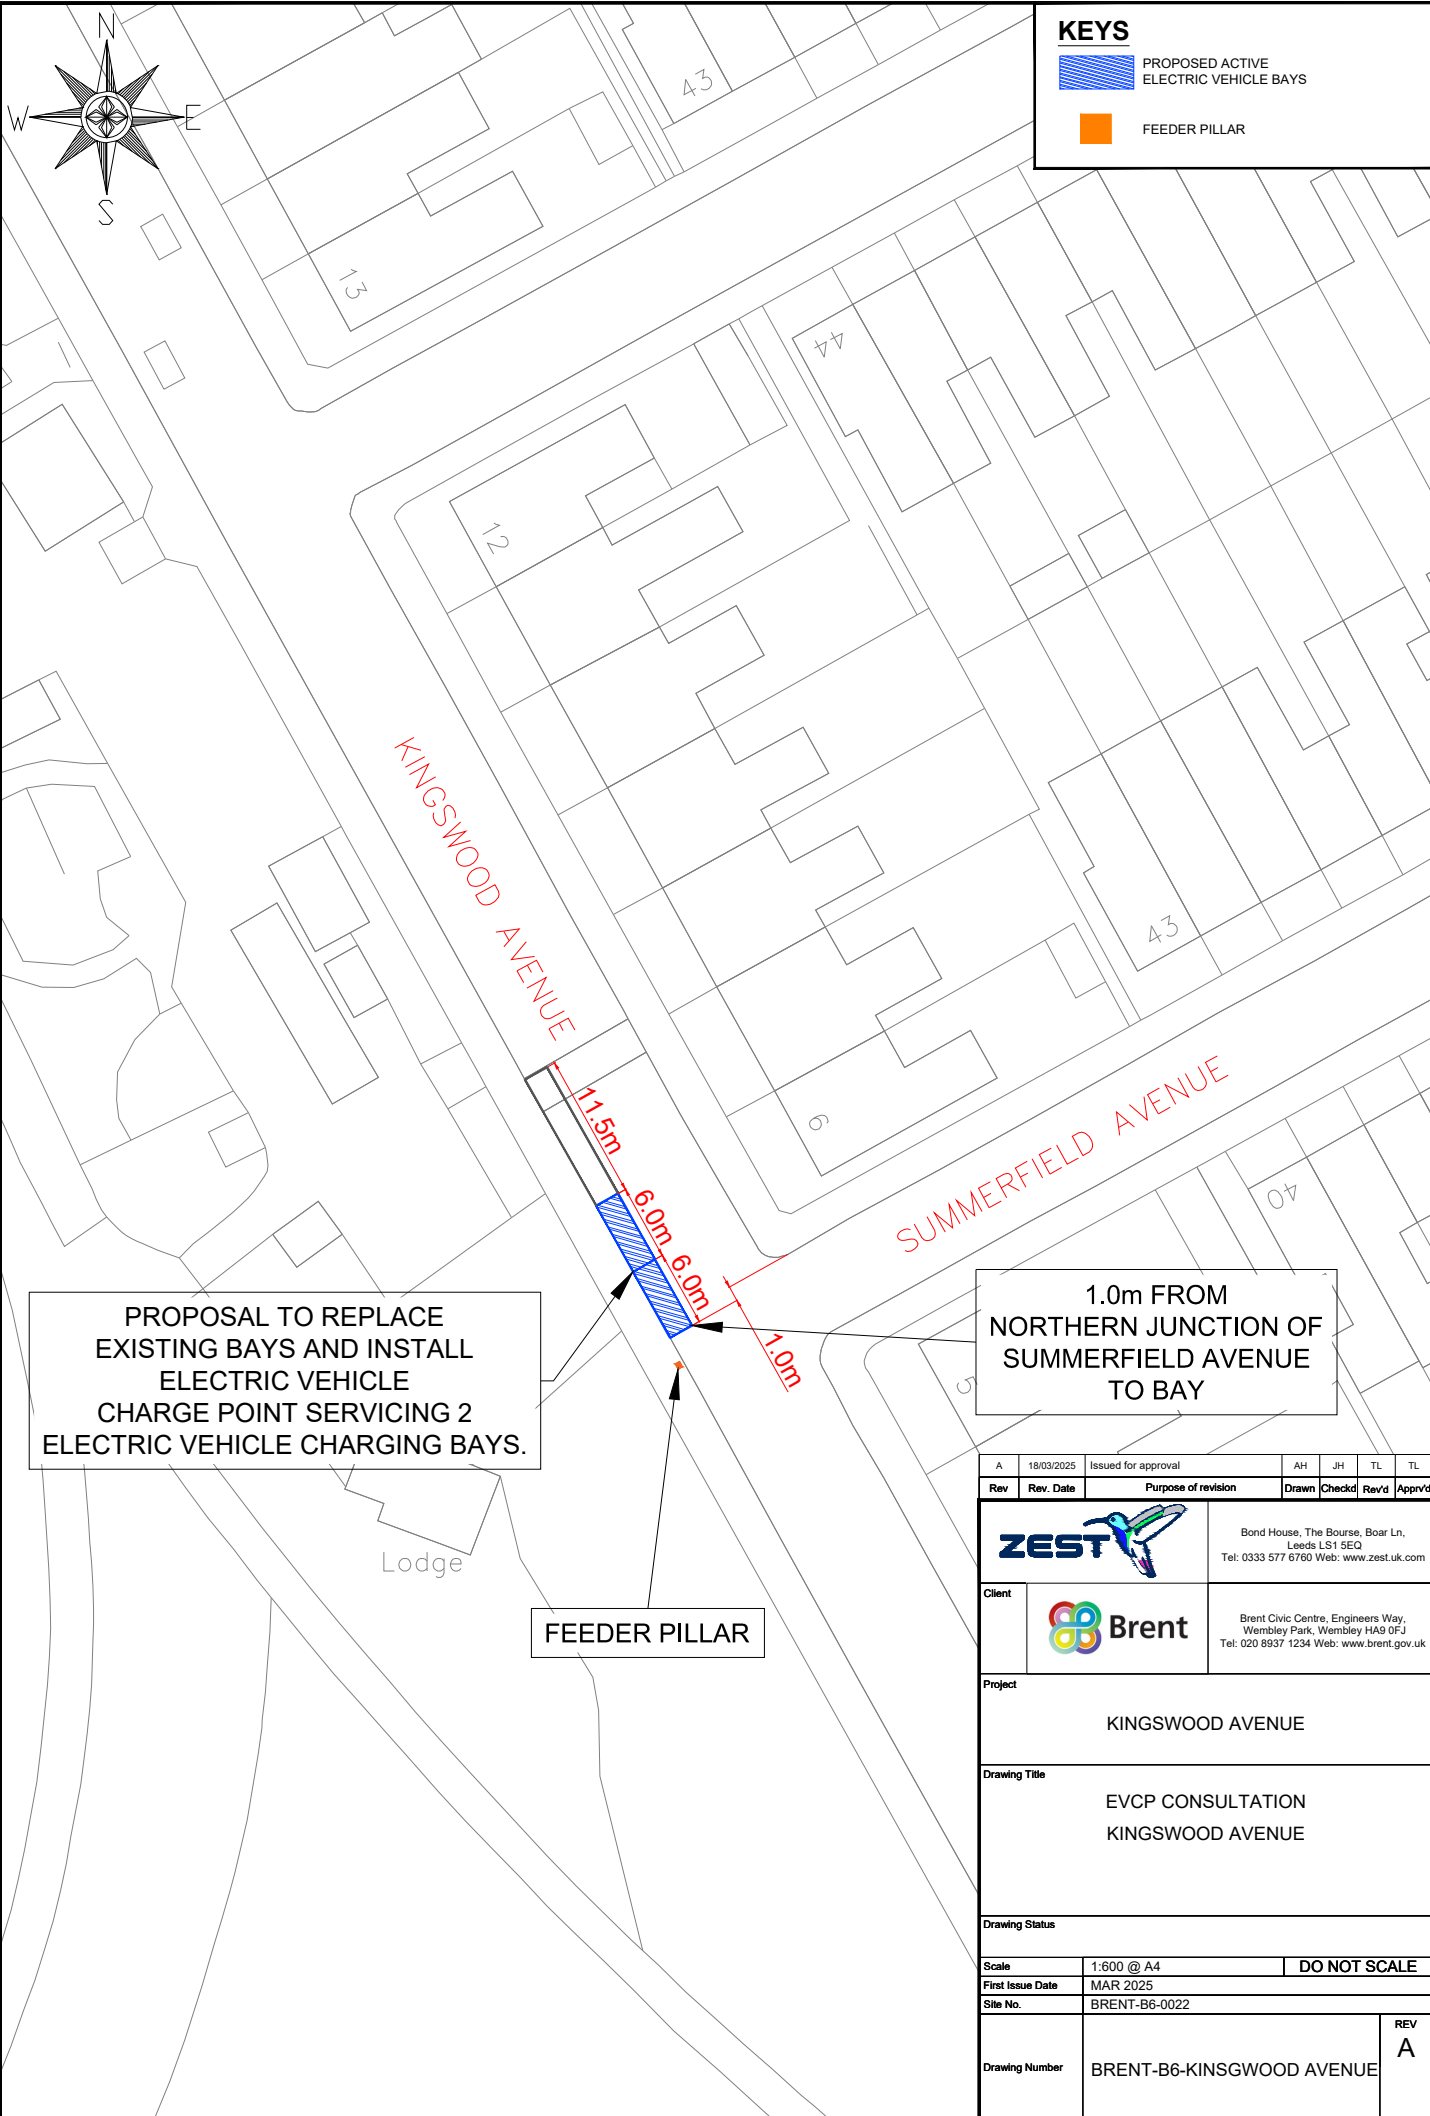 N
W
E
S
KEYS
PROPOSED ACTIVE
ELECTRIC VEHICLE BAYS
FEEDER PILLAR
43
13
44
12
KINGSWOOD AVENUE
43
6
SUMMERFIELD AVENUE
40
5
11.5m
6.0m
6.0m
1.0m
PROPOSAL TO REPLACE
EXISTING BAYS AND INSTALL
ELECTRIC VEHICLE
CHARGE POINT SERVICING 2
ELECTRIC VEHICLE CHARGING BAYS.
1.0m FROM
NORTHERN JUNCTION OF
SUMMERFIELD AVENUE
TO BAY
Lodge
FEEDER PILLAR
A 18/03/2025 Issued for approval AH JH TL TL
Rev Rev. Date Purpose of revision Drawn Checkd Rev'd Apprv'd
ZEST
Bond House, The Bourse, Boar Ln,
Leeds LS1 5EQ
Tel: 0333 577 6760 Web: www.zest.uk.com
Client
Brent
Brent Civic Centre, Engineers Way,
Wembley Park, Wembley HA9 0FJ
Tel: 020 8937 1234 Web: www.brent.gov.uk
Project
KINGSWOOD AVENUE
Drawing Title
EVCP CONSULTATION
KINGSWOOD AVENUE
Drawing Status
Scale 1:600 @ A4 DO NOT SCALE
First Issue Date MAR 2025
Site No. BRENT-B6-0022
Drawing Number BRENT-B6-KINSGWOOD AVENUE
REV
A